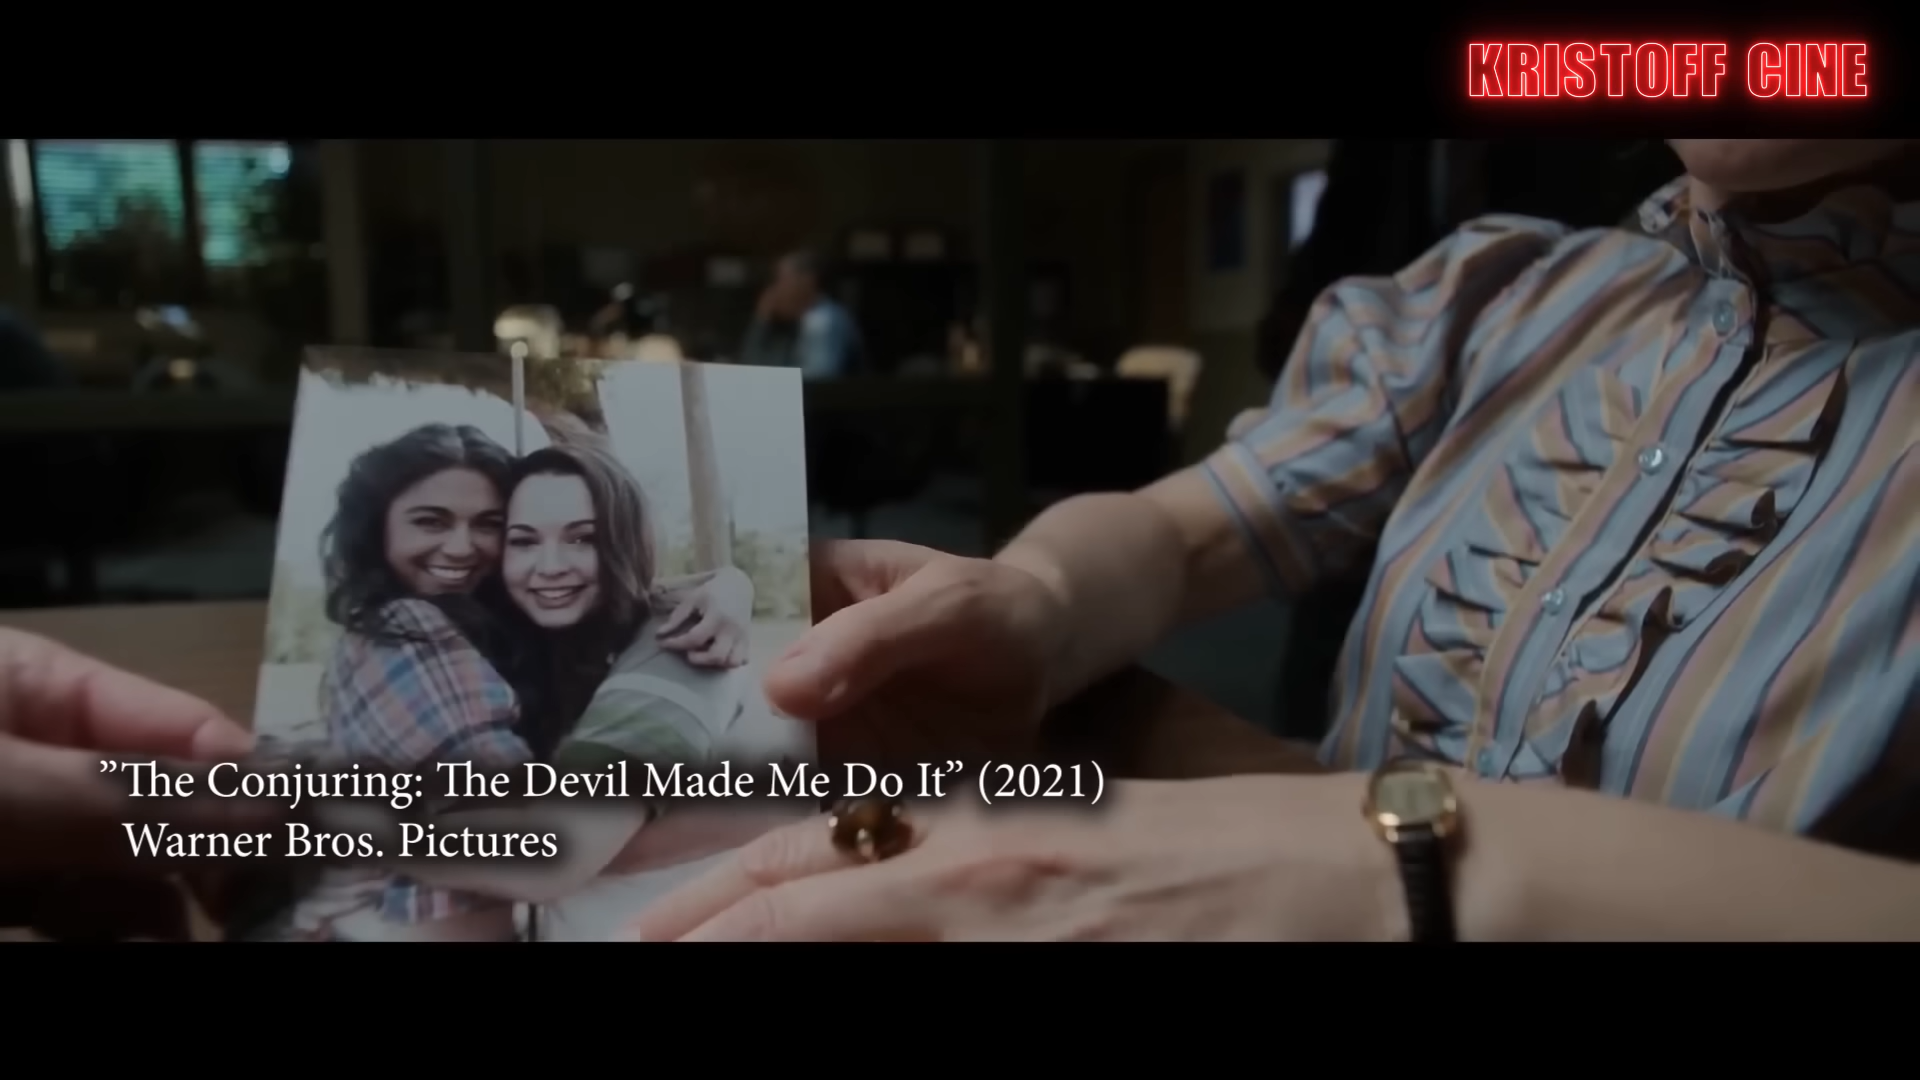 KRISTOFF CINE
”The Conjuring: The Devil Made Me Do It” (2021)
Warner Bros. Pictures